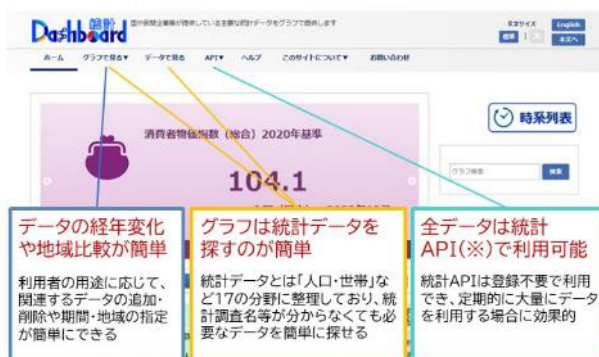 統計
Dashboard
国や民間企業等が提供している主要な統計データをグラフで提供します
文字サイズ
標準
English
本文へ
ホーム グラフで見る▼ データで見る API▼ ヘルプ このサイトについて▼ お問い合わせ
消費者物価指数（総合）2020年基準
104.1
時系列表
グラフ検索
検索
データの経年変化
や地域比較が簡単
利用者の用途に応じて、
関連するデータの追加・
削除や期間・地域の指定
が簡単にできる
グラフは統計データを
探すのが簡単
統計データとは「人口・世帯」な
ど17の分野に整理しており、統
計調査名等が分からなくても必
要なデータを簡単に探せる
全データは統計
API(※)で利用可能
統計APIは登録不要で利用
でき、定期的に大量にデータ
を利用する場合に効果的